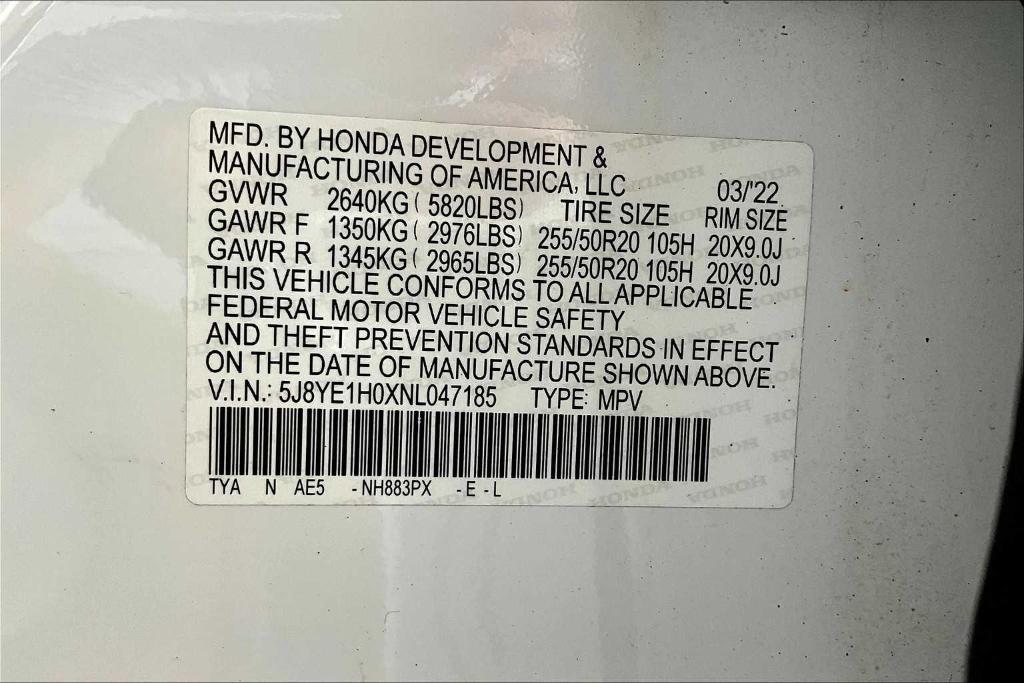 MFD. BY HONDA DEVELOPMENT &
MANUFACTURING OF AMERICA, LLC 03/'22
GVWR 2640KG ( 5820LBS) TIRE SIZE RIM SIZE
GAWR F 1350KG ( 2976LBS) 255/50R20 105H 20X9.0J
GAWR R 1345KG ( 2965LBS) 255/50R20 105H 20X9.0J
THIS VEHICLE CONFORMS TO ALL APPLICABLE
FEDERAL MOTOR VEHICLE SAFETY
AND THEFT PREVENTION STANDARDS IN EFFECT
ON THE DATE OF MANUFACTURE SHOWN ABOVE.
V.I.N.: 5J8YE1H0XNL047185 TYPE: MPV
TYA N AE5 -NH883PX -E-L